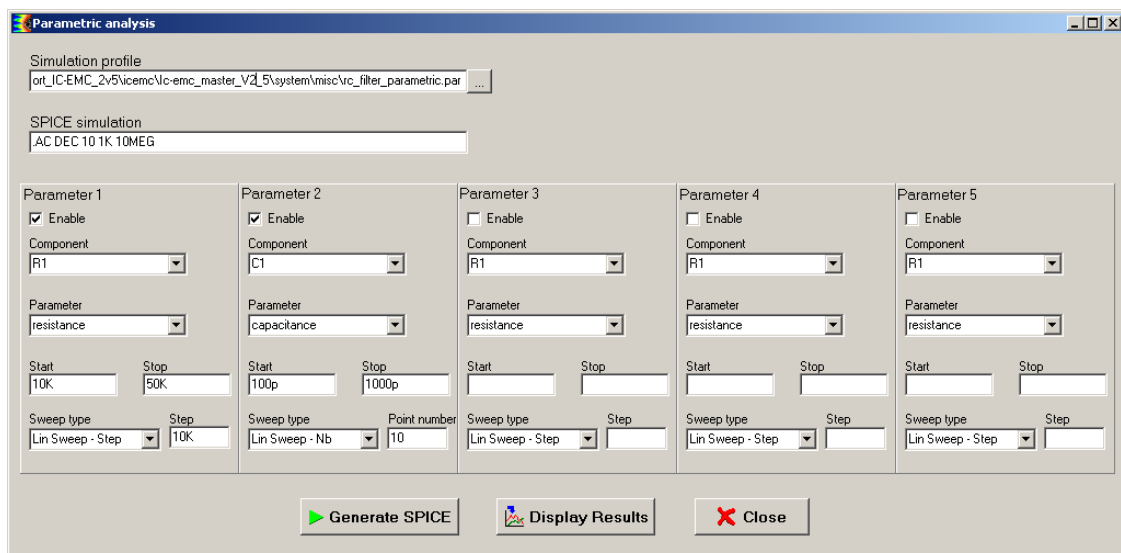 Parametric analysis
Simulation profile
ort_IC-EMC_2v5\icemc\Ic-emc_master_V2_5\system\misc\rc_filter_parametric.par ...
SPICE simulation
.AC DEC 10 1K 10MEG
Parameter 1 Parameter 2 Parameter 3 Parameter 4 Parameter 5
Enable Enable Enable Enable Enable
Component Component Component Component Component
R1 C1 R1 R1 R1
Parameter Parameter Parameter Parameter Parameter
resistance capacitance resistance resistance resistance
Start Stop Start Stop Start Stop Start Stop Start Stop
10K 50K 100p 1000p
Sweep type Step Sweep type Point number Sweep type Step Sweep type Step Sweep type Step
Lin Sweep - Step 10K Lin Sweep - Nb 10 Lin Sweep - Step Lin Sweep - Step Lin Sweep - Step
Generate SPICE Display Results Close